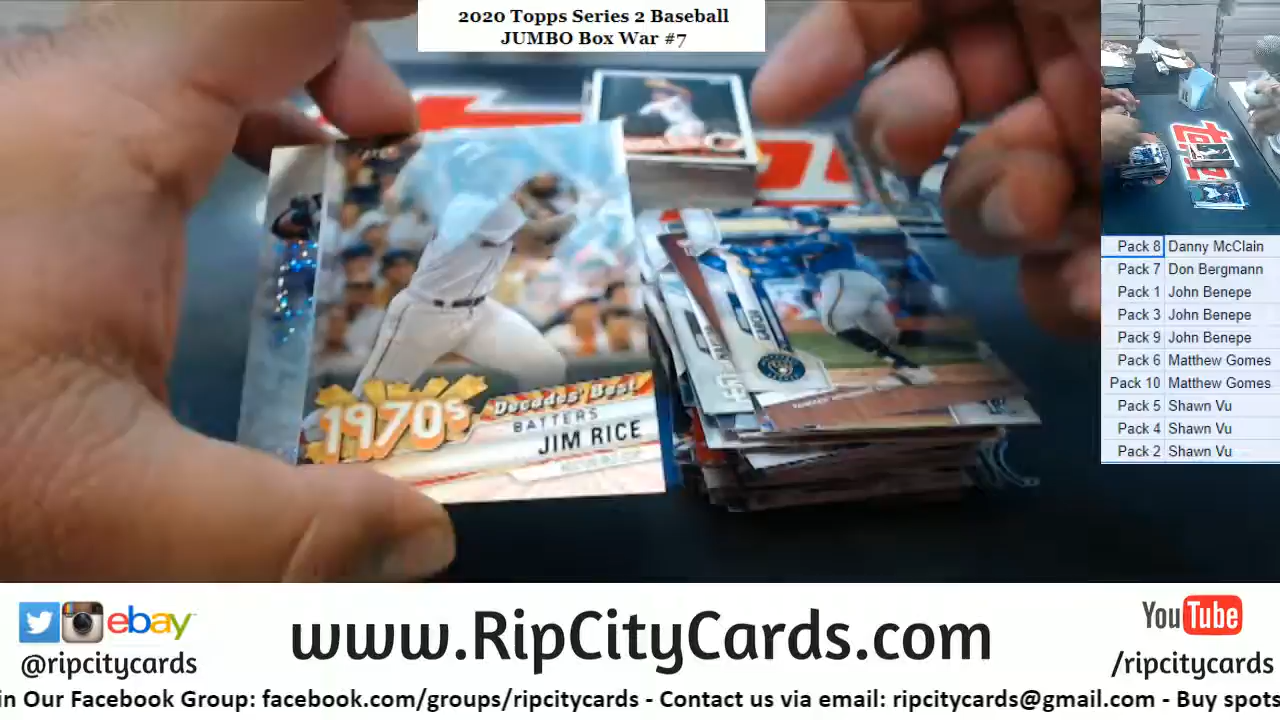 2020 Topps Series 2 Baseball
JUMBO Box War #7
1970s
Decades' Best
BATTERS
JIM RICE
Pack 8 Danny McClain
Pack 7 Don Bergmann
Pack 1 John Benepe
Pack 3 John Benepe
Pack 9 John Benepe
Pack 6 Matthew Gomes
Pack 10 Matthew Gomes
Pack 5 Shawn Vu
Pack 4 Shawn Vu
Pack 2 Shawn Vu
ebay
@ripcitycards
www.RipCityCards.com
YouTube
/ripcitycards
in Our Facebook Group: facebook.com/groups/ripcitycards - Contact us via email: ripcitycards@gmail.com - Buy spots